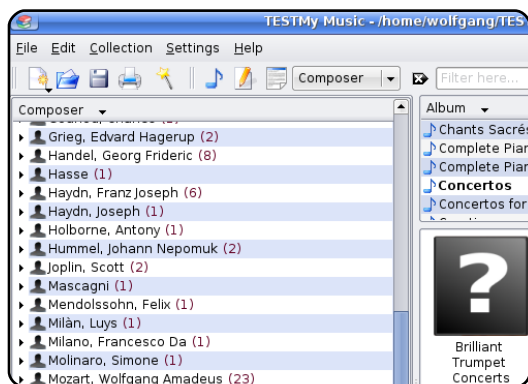 TESTMy Music - /home/wolfgang/TES
File Edit Collection Settings Help
Composer Filter here...
Composer
Grieg, Edvard Hagerup (2)
Handel, Georg Frideric (8)
Hasse (1)
Haydn, Franz Joseph (6)
Haydn, Joseph (1)
Holborne, Antony (1)
Hummel, Johann Nepomuk (2)
Joplin, Scott (2)
Mascagni (1)
Mendolssohn, Felix (1)
Milàn, Luys (1)
Milano, Francesco Da (1)
Molinaro, Simone (1)
Mozart, Wolfgang Amadeus (23)
Album
Chants Sacrés
Complete Pian
Complete Pian
Concertos
Concertos for
?
Brilliant
Trumpet
Concerts